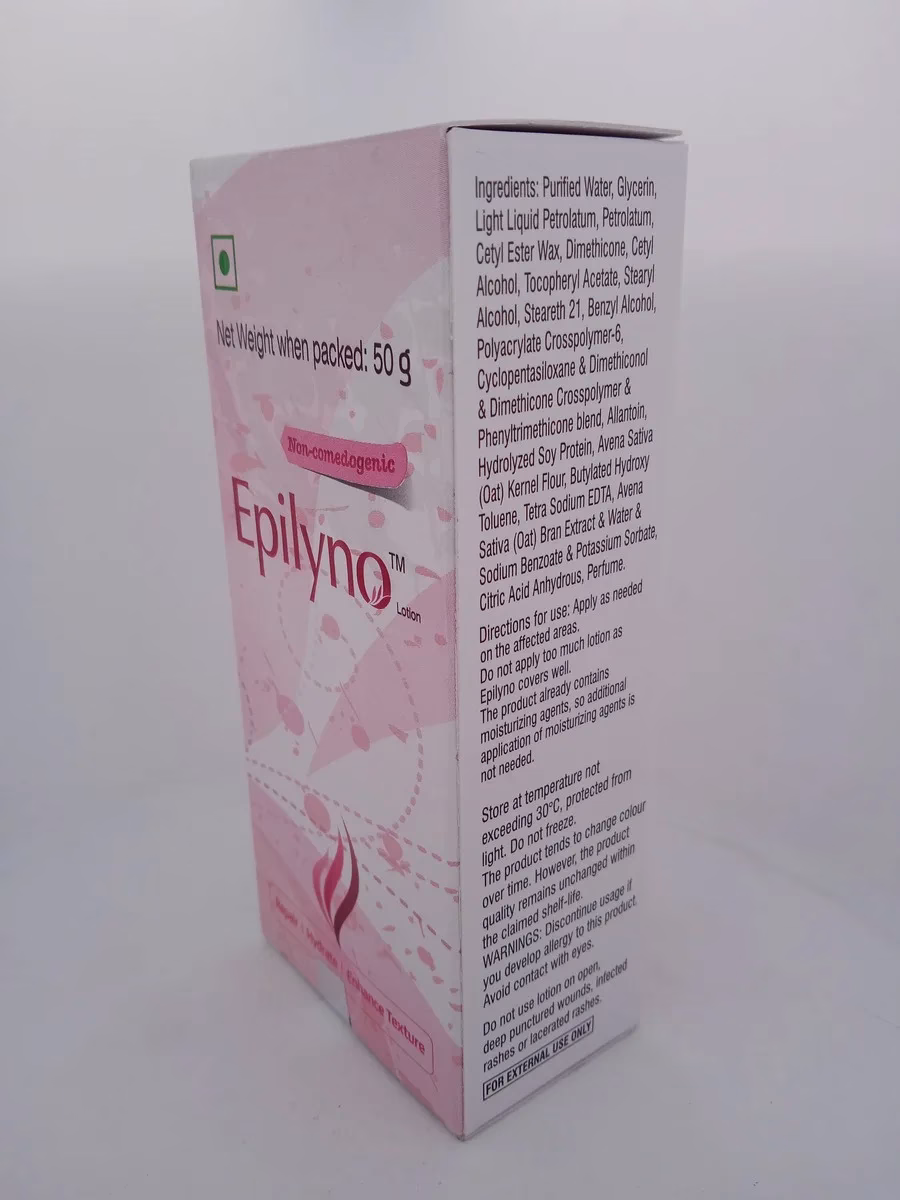 Net Weight when packed: 50 g
Non-comedogenic
Epilyno™
Lotion
Repair | Hydrate | Enhance Texture
Ingredients: Purified Water, Glycerin,
Light Liquid Petrolatum, Petrolatum,
Cetyl Ester Wax, Dimethicone, Cetyl
Alcohol, Tocopheryl Acetate, Stearyl
Alcohol, Steareth 21, Benzyl Alcohol,
Polyacrylate Crosspolymer-6,
Cyclopentasiloxane & Dimethiconol
& Dimethicone Crosspolymer &
Phenyltrimethicone blend, Allantoin,
Hydrolyzed Soy Protein, Avena Sativa
(Oat) Kernel Flour, Butylated Hydroxy
Toluene, Tetra Sodium EDTA, Avena
Sativa (Oat) Bran Extract & Water &
Sodium Benzoate & Potassium Sorbate,
Citric Acid Anhydrous, Perfume.
Directions for use: Apply as needed
on the affected areas.
Do not apply too much lotion as
Epilyno covers well.
The product already contains
moisturizing agents, so additional
application of moisturizing agents is
not needed.
Store at temperature not
exceeding 30°C, protected from
light. Do not freeze.
The product tends to change colour
over time. However, the product
quality remains unchanged within
the claimed shelf-life.
WARNINGS: Discontinue usage if
you develop allergy to this product.
Avoid contact with eyes.
Do not use lotion on open,
deep punctured wounds, infected
rashes or lacerated rashes.
FOR EXTERNAL USE ONLY